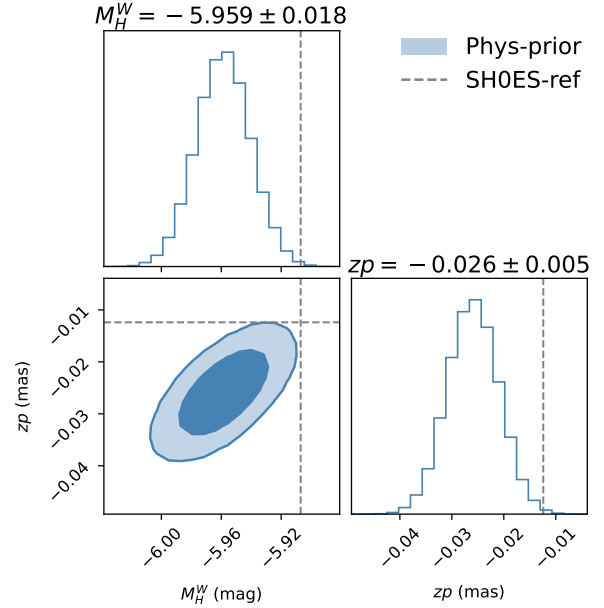 $M_H^W = -5.959 \pm 0.018$
Phys-prior
SH0ES-ref
$zp = -0.026 \pm 0.005$
−0.01
−0.02
−0.03
−0.04
zp (mas)
−6.00
−5.96
−5.92
$M_H^W$ (mag)
−0.04
−0.03
−0.02
−0.01
zp (mas)